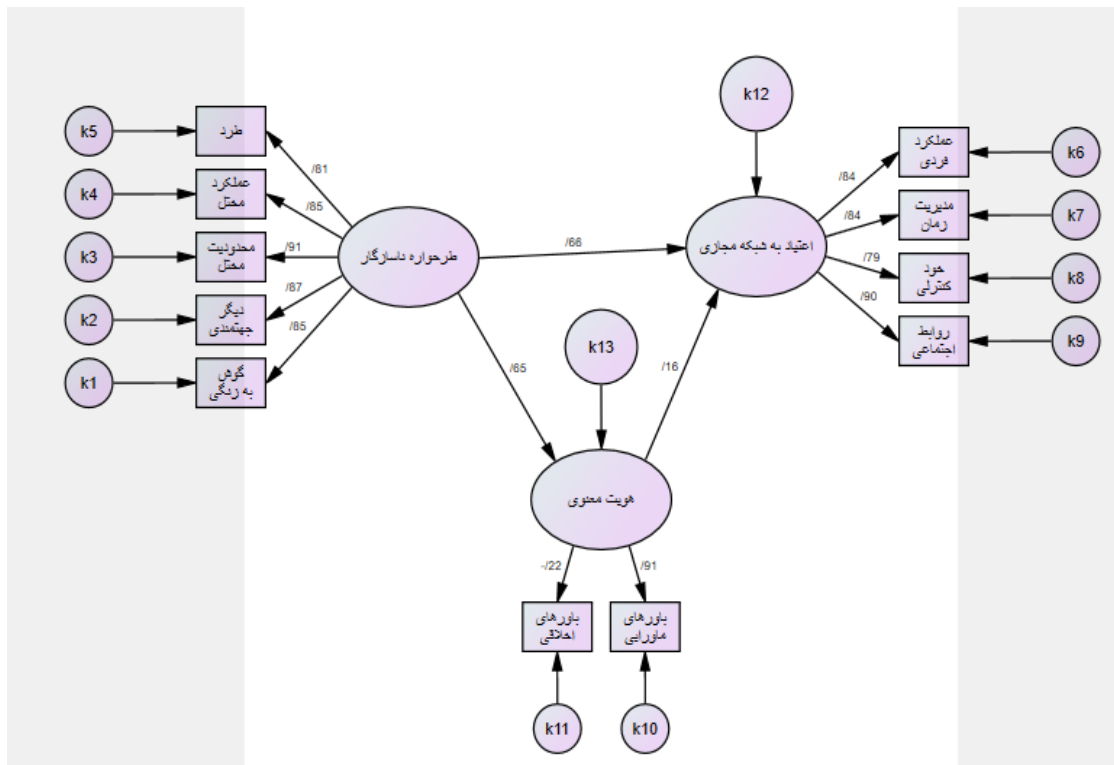 k12
k5
طرد
/81
k4
عملکرد
مختل
/85
k3
محدودیت
مختل
/91
k2
دیگر
جهتمندی
/87
k1
گوش
به زنگی
/85
طرحواره ناسازگار
/66
اعتیاد به شبکه مجازی
/84
عملکرد
فردی
k6
/84
مدیریت
زمان
k7
/79
خود
کنترلی
k8
/90
روابط
اجتماعی
k9
k13
/65
/16
هویت معنوی
-/22
/91
باورهای
اخلاقی
باورهای
ماورایی
k11
k10